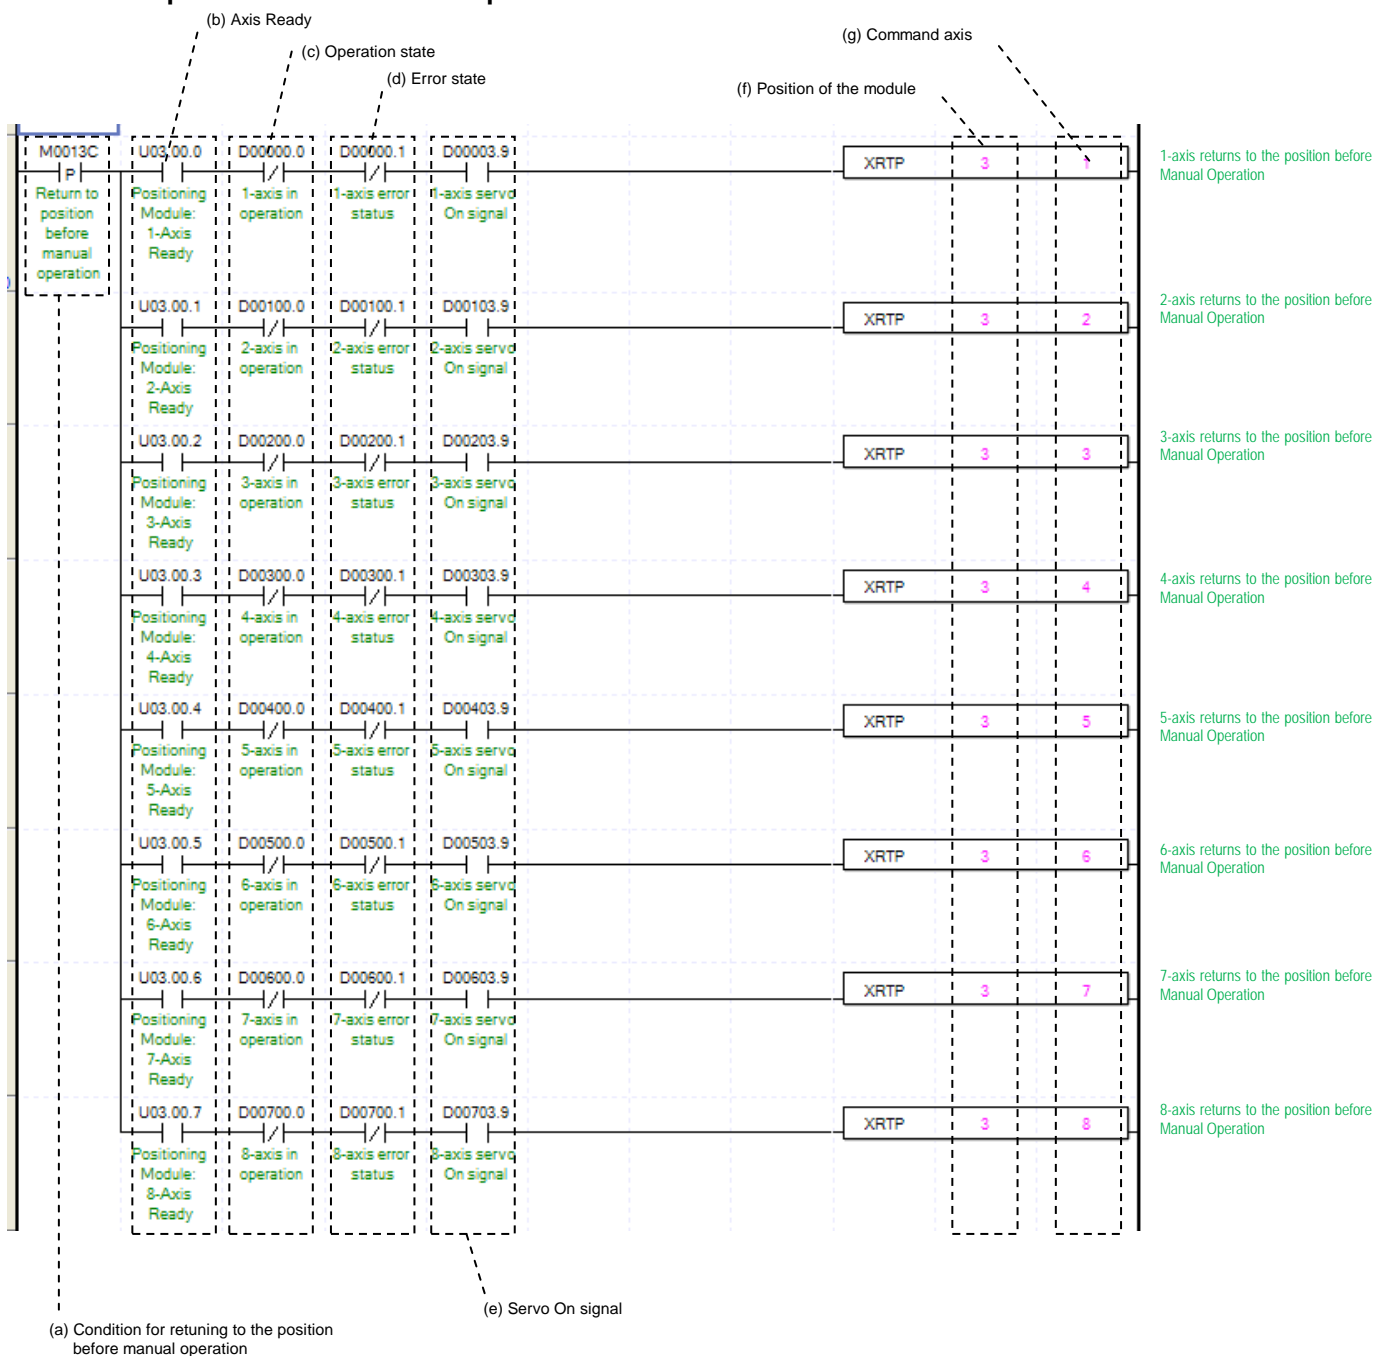 (b) Axis Ready
(c) Operation state
(d) Error state
(g) Command axis
(f) Position of the module
M0013C U03.00.0 D00000.0 D00000.1 D00003.9
P
XRTP 3 1
Return to
position
before
manual
operation
Positioning
Module:
1-Axis
Ready
1-axis in
operation
1-axis error
status
1-axis servo
On signal
1-axis returns to the position before
Manual Operation
U03.00.1 D00100.0 D00100.1 D00103.9
XRTP 3 2
Positioning
Module:
2-Axis
Ready
2-axis in
operation
2-axis error
status
2-axis servo
On signal
2-axis returns to the position before
Manual Operation
U03.00.2 D00200.0 D00200.1 D00203.9
XRTP 3 3
Positioning
Module:
3-Axis
Ready
3-axis in
operation
3-axis error
status
3-axis servo
On signal
3-axis returns to the position before
Manual Operation
U03.00.3 D00300.0 D00300.1 D00303.9
XRTP 3 4
Positioning
Module:
4-Axis
Ready
4-axis in
operation
4-axis error
status
4-axis servo
On signal
4-axis returns to the position before
Manual Operation
U03.00.4 D00400.0 D00400.1 D00403.9
XRTP 3 5
Positioning
Module:
5-Axis
Ready
5-axis in
operation
5-axis error
status
5-axis servo
On signal
5-axis returns to the position before
Manual Operation
U03.00.5 D00500.0 D00500.1 D00503.9
XRTP 3 6
Positioning
Module:
6-Axis
Ready
6-axis in
operation
6-axis error
status
6-axis servo
On signal
6-axis returns to the position before
Manual Operation
U03.00.6 D00600.0 D00600.1 D00603.9
XRTP 3 7
Positioning
Module:
7-Axis
Ready
7-axis in
operation
7-axis error
status
7-axis servo
On signal
7-axis returns to the position before
Manual Operation
U03.00.7 D00700.0 D00700.1 D00703.9
XRTP 3 8
Positioning
Module:
8-Axis
Ready
8-axis in
operation
8-axis error
status
8-axis servo
On signal
8-axis returns to the position before
Manual Operation
(e) Servo On signal
(a) Condition for retuning to the position
before manual operation